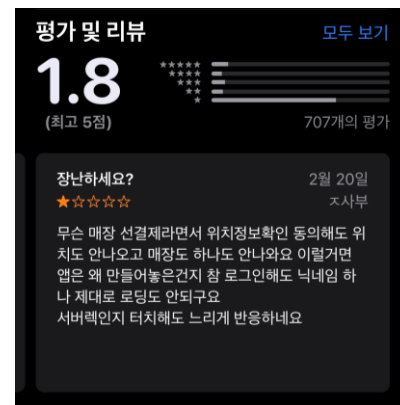 평가 및 리뷰 모두 보기
1.8
★★★★★
★★★★
★★★
★★
★
(최고 5점) 707개의 평가
장난하세요? 2월 20일
★☆☆☆☆ ㅈ사부
무슨 매장 선결제라면서 위치정보확인 동의해도 위
치도 안나오고 매장도 하나도 안나와요 이럴거면
앱은 왜 만들어놓은건지 참 로그인해도 닉네임 하
나 제대로 로딩도 안되구요
서버렉인지 터치해도 느리게 반응하네요